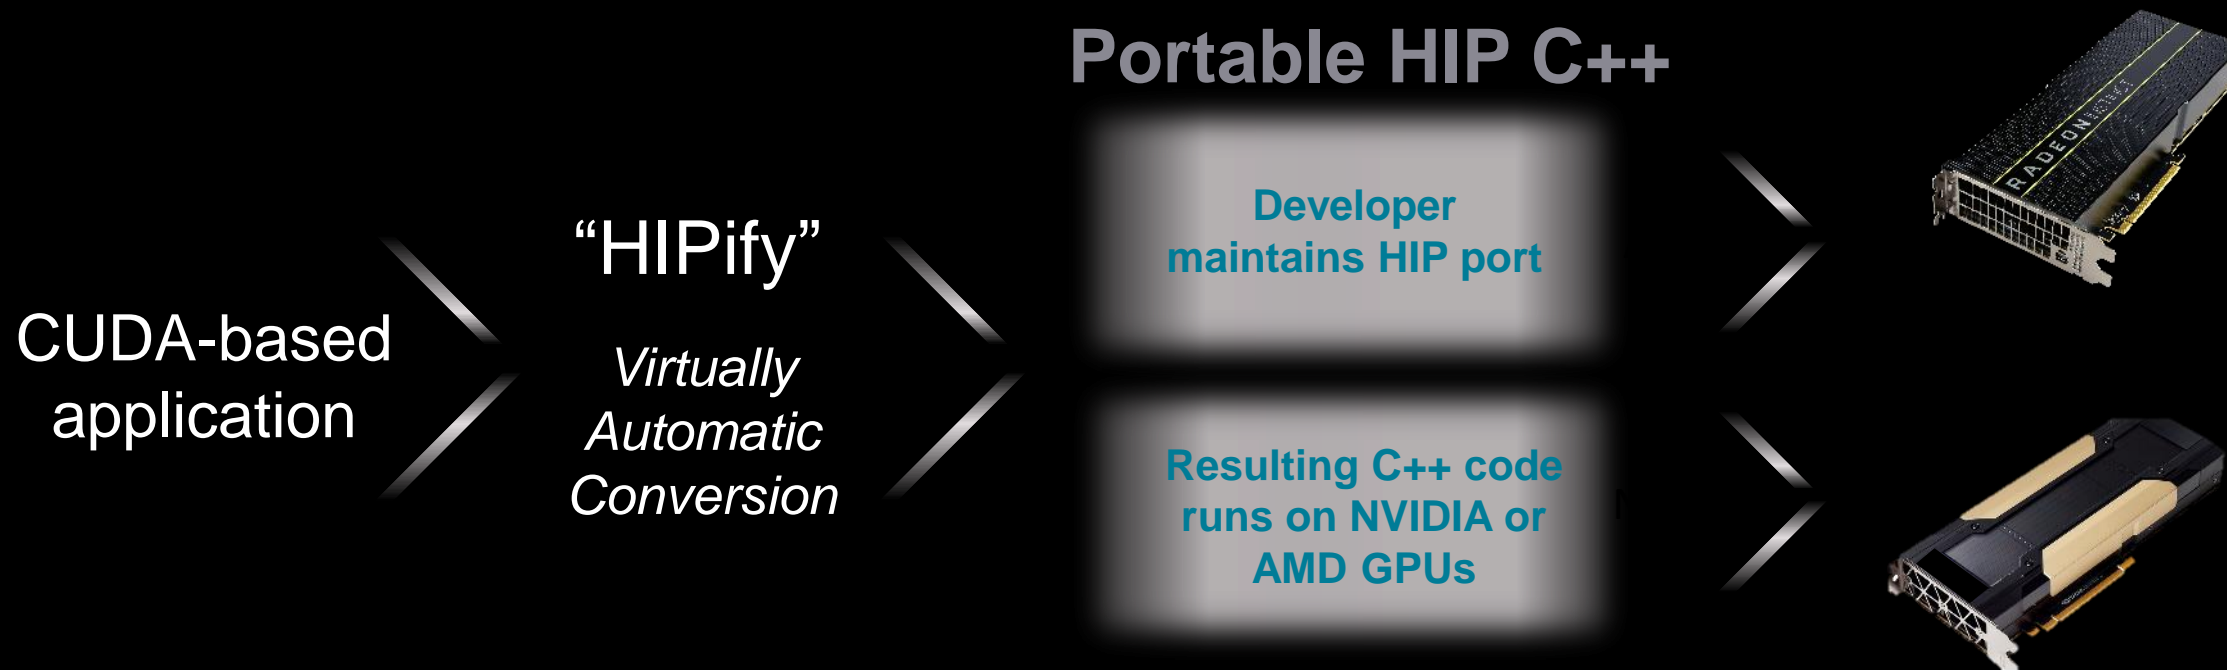 Portable HIP C++
CUDA-based
application
“HIPify”
Virtually
Automatic
Conversion
Developer
maintains HIP port
Resulting C++ code
runs on NVIDIA or
AMD GPUs
RADEON INSTINCT